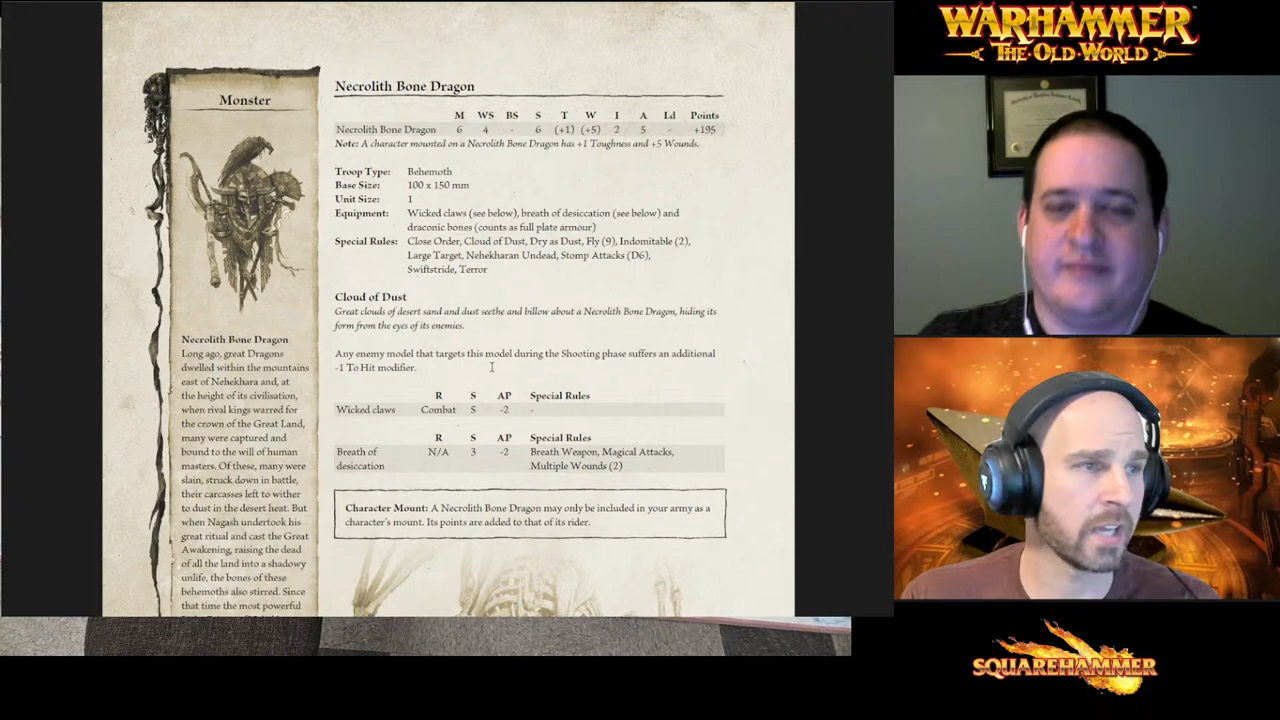 Monster
Necrolith Bone Dragon
Long ago, great Dragons
dwelled within the mountains
east of Nehekhara and, at
the height of its civilisation,
when rival kings warred for
the crown of the Great Land,
many were captured and
bound to the will of human
masters. Of these, many were
slain, struck down in battle,
their carcasses left to wither
to dust in the desert heat. But
when Nagash undertook his
great ritual and cast the Great
Awakening, raising the dead
of all the land into a shadowy
unlife, the bones of these
behemoths also stirred. Since
that time the most powerful
Necrolith Bone Dragon
M WS BS S T W I A Ld Points
Necrolith Bone Dragon 6 4 - 6 (+1) (+5) 2 5 - +195
Note: A character mounted on a Necrolith Bone Dragon has +1 Toughness and +5 Wounds.
Troop Type: Behemoth
Base Size: 100 x 150 mm
Unit Size: 1
Equipment: Wicked claws (see below), breath of desiccation (see below) and
draconic bones (counts as full plate armour)
Special Rules: Close Order, Cloud of Dust, Dry as Dust, Fly (9), Indomitable (2),
Large Target, Nehekharan Undead, Stomp Attacks (D6),
Swiftstride, Terror
Cloud of Dust
Great clouds of desert sand and dust seethe and billow about a Necrolith Bone Dragon, hiding its
form from the eyes of its enemies.
Any enemy model that targets this model during the Shooting phase suffers an additional
-1 To Hit modifier.
R S AP Special Rules
Wicked claws Combat S -2 -
R S AP Special Rules
Breath of N/A 3 -2 Breath Weapon, Magical Attacks,
desiccation Multiple Wounds (2)
Character Mount: A Necrolith Bone Dragon may only be included in your army as a
character's mount. Its points are added to that of its rider.
WARHAMMER
THE OLD WORLD
SQUAREHAMMER